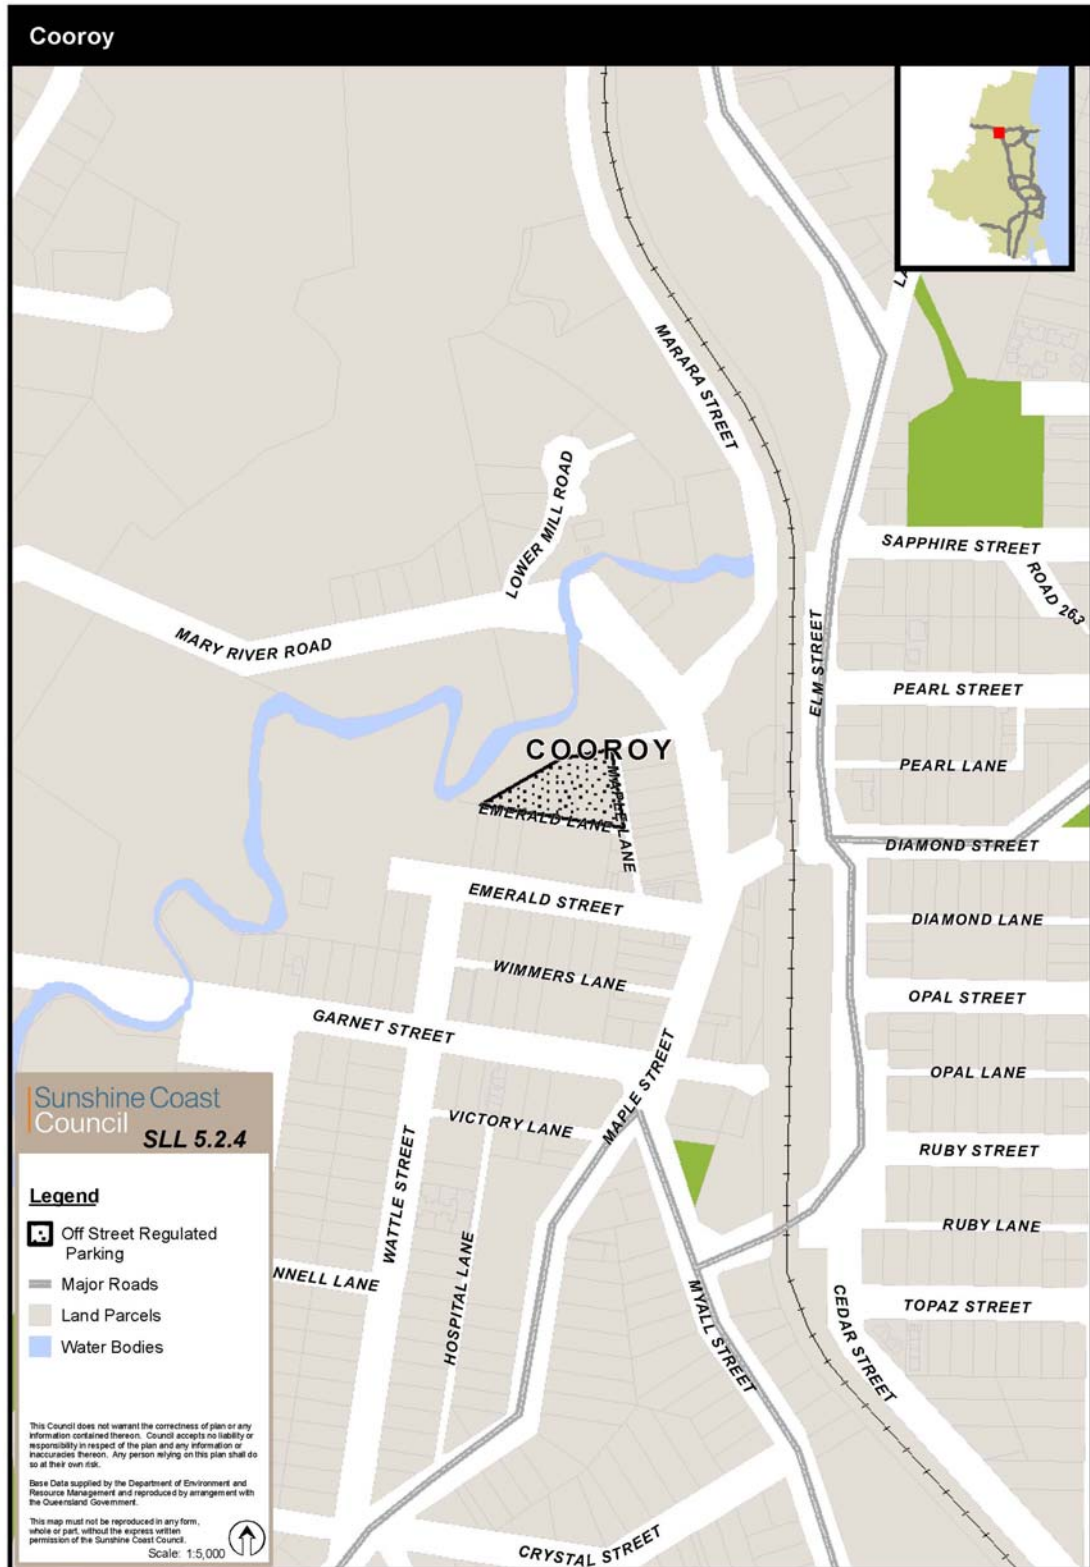 Cooroy
LA
MARARA STREET
LOWER MILL ROAD
SAPPHIRE STREET
ROAD 263
MARY RIVER ROAD
ELM STREET
PEARL STREET
COOROY
PEARL LANE
MAPLE LANE
EMERALD LANE
DIAMOND STREET
EMERALD STREET
DIAMOND LANE
WIMMERS LANE
OPAL STREET
GARNET STREET
MAPLE STREET
OPAL LANE
VICTORY LANE
RUBY STREET
WATTLE STREET
RUBY LANE
HOSPITAL LANE
NNELL LANE
MYALL STREET
CEDAR STREET
TOPAZ STREET
CRYSTAL STREET
Sunshine Coast
Council SLL 5.2.4
Legend
Off Street Regulated
Parking
Major Roads
Land Parcels
Water Bodies
This Council does not warrant the correctness of plan or any
information contained thereon. Council accepts no liability or
responsibility in respect of the plan and any information or
inaccuracies thereon. Any person relying on this plan shall do
so at their own risk.
Base Data supplied by the Department of Environment and
Resource Management and reproduced by arrangement with
the Queensland Government.
This map must not be reproduced in any form,
whole or part, without the express written
permission of the Sunshine Coast Council.
Scale: 1:5,000